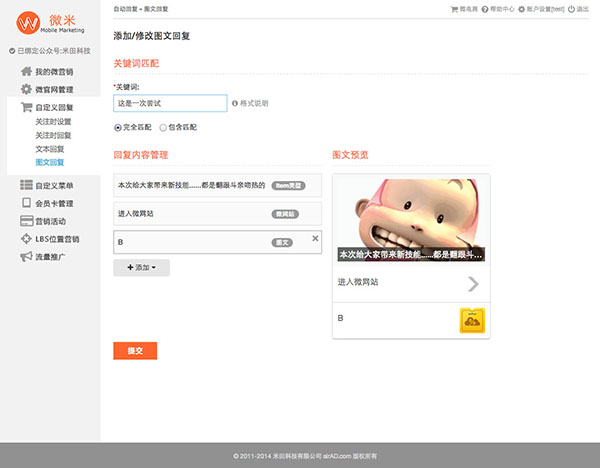 微米
Mobile Marketing
自动回复 • 图文回复
微电商 帮助中心 账户设置[test] 退出
已绑定公众号:米田科技
我的微营销
微官网管理
自定义回复
关注时设置
关注时回复
文本回复
图文回复
自定义菜单
会员卡管理
营销活动
LBS位置营销
流量推广
添加/修改图文回复
关键词匹配
*关键词:
这是一次尝试
格式说明
完全匹配 包含匹配
回复内容管理
本次给大家带来新技能......都是翻跟斗亲吻热的 Item类型
进入微网站 微网站
B 图文
+ 添加
提交
图文预览
本次给大家带来新技能......都是翻跟斗...
进入微网站
B
© 2011-2014 米田科技有限公司 airAD.com 版权所有